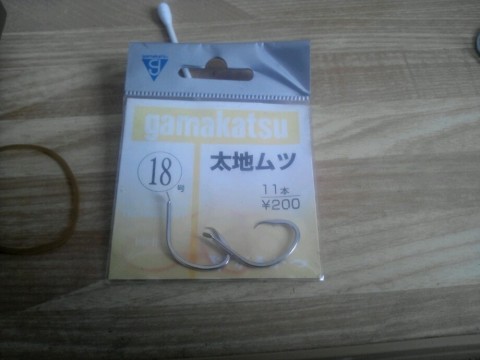 g
gamakatsu
太地ムツ
18号
11本
¥200